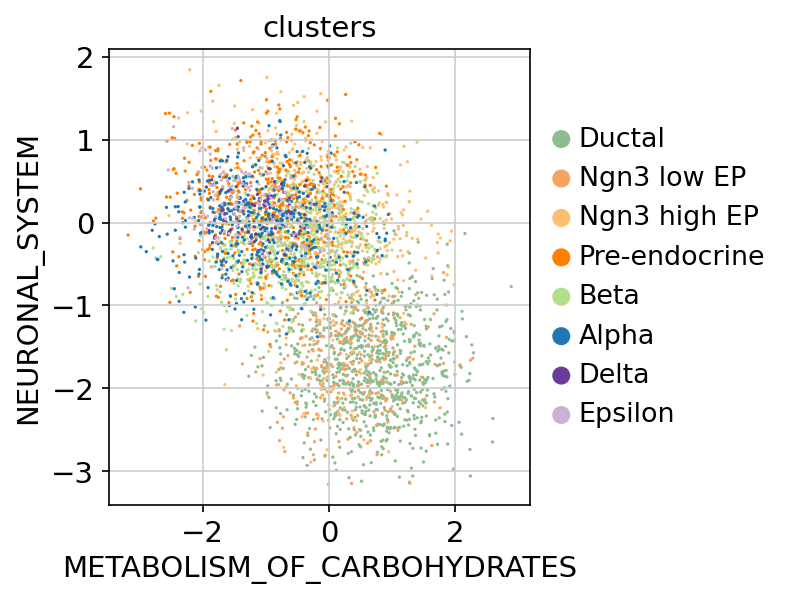 clusters
2
1
0
−1
−2
−3
NEURONAL_SYSTEM
−2
0
2
METABOLISM_OF_CARBOHYDRATES
Ductal
Ngn3 low EP
Ngn3 high EP
Pre-endocrine
Beta
Alpha
Delta
Epsilon